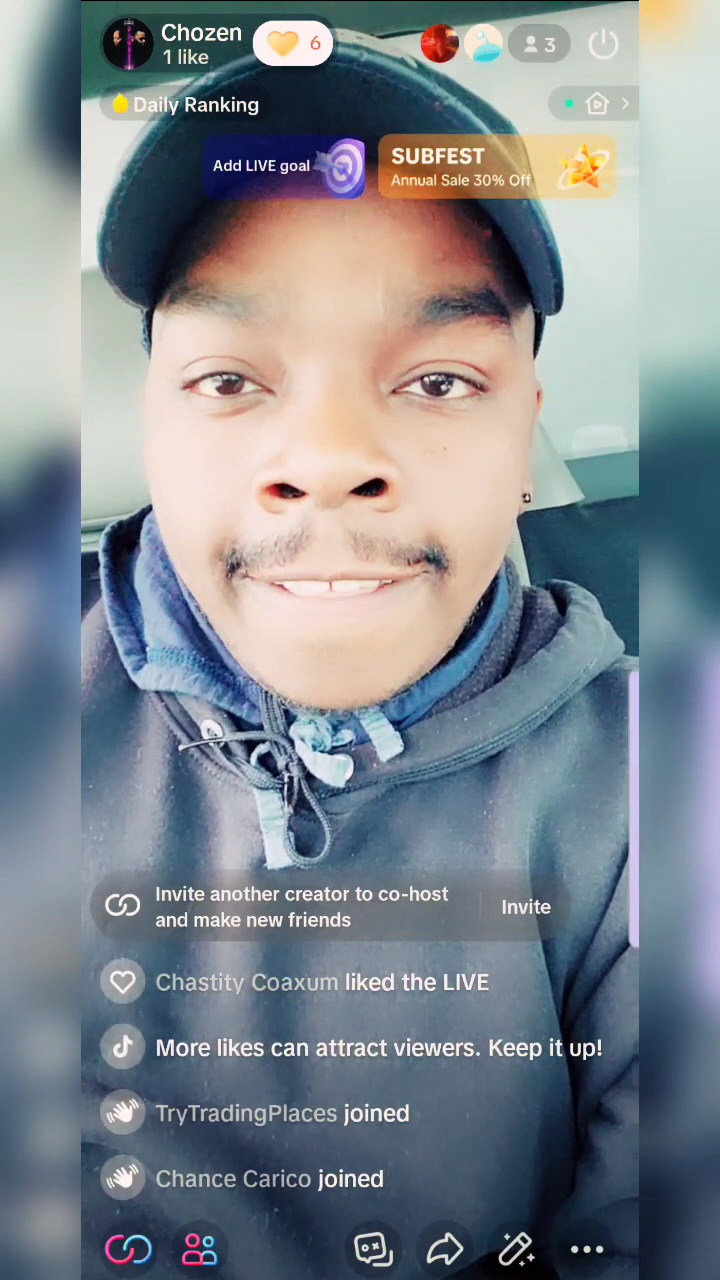 Chozen
1 like
6
3
Daily Ranking
Add LIVE goal
SUBFEST
Annual Sale 30% Off
Invite another creator to co-host
and make new friends
Invite
Chastity Coaxum liked the LIVE
More likes can attract viewers. Keep it up!
TryTradingPlaces joined
Chance Carico joined